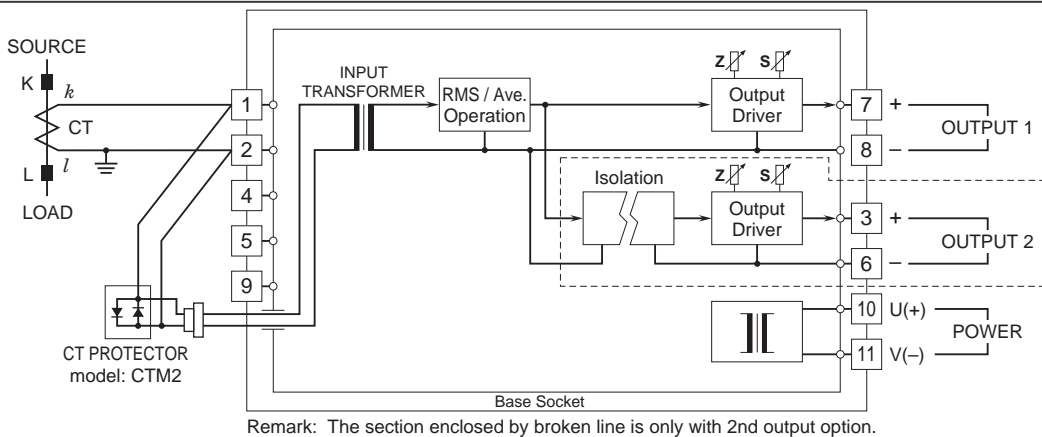 SOURCE
K
k
CT
L
l
LOAD
1
2
4
5
9
CT PROTECTOR
model: CTM2
INPUT
TRANSFORMER
RMS / Ave.
Operation
Z
S
Output
Driver
7
+
8
–
OUTPUT 1
Isolation
Z
S
Output
Driver
3
+
6
–
OUTPUT 2
10
U(+)
11
V(–)
POWER
Base Socket
Remark: The section enclosed by broken line is only with 2nd output option.